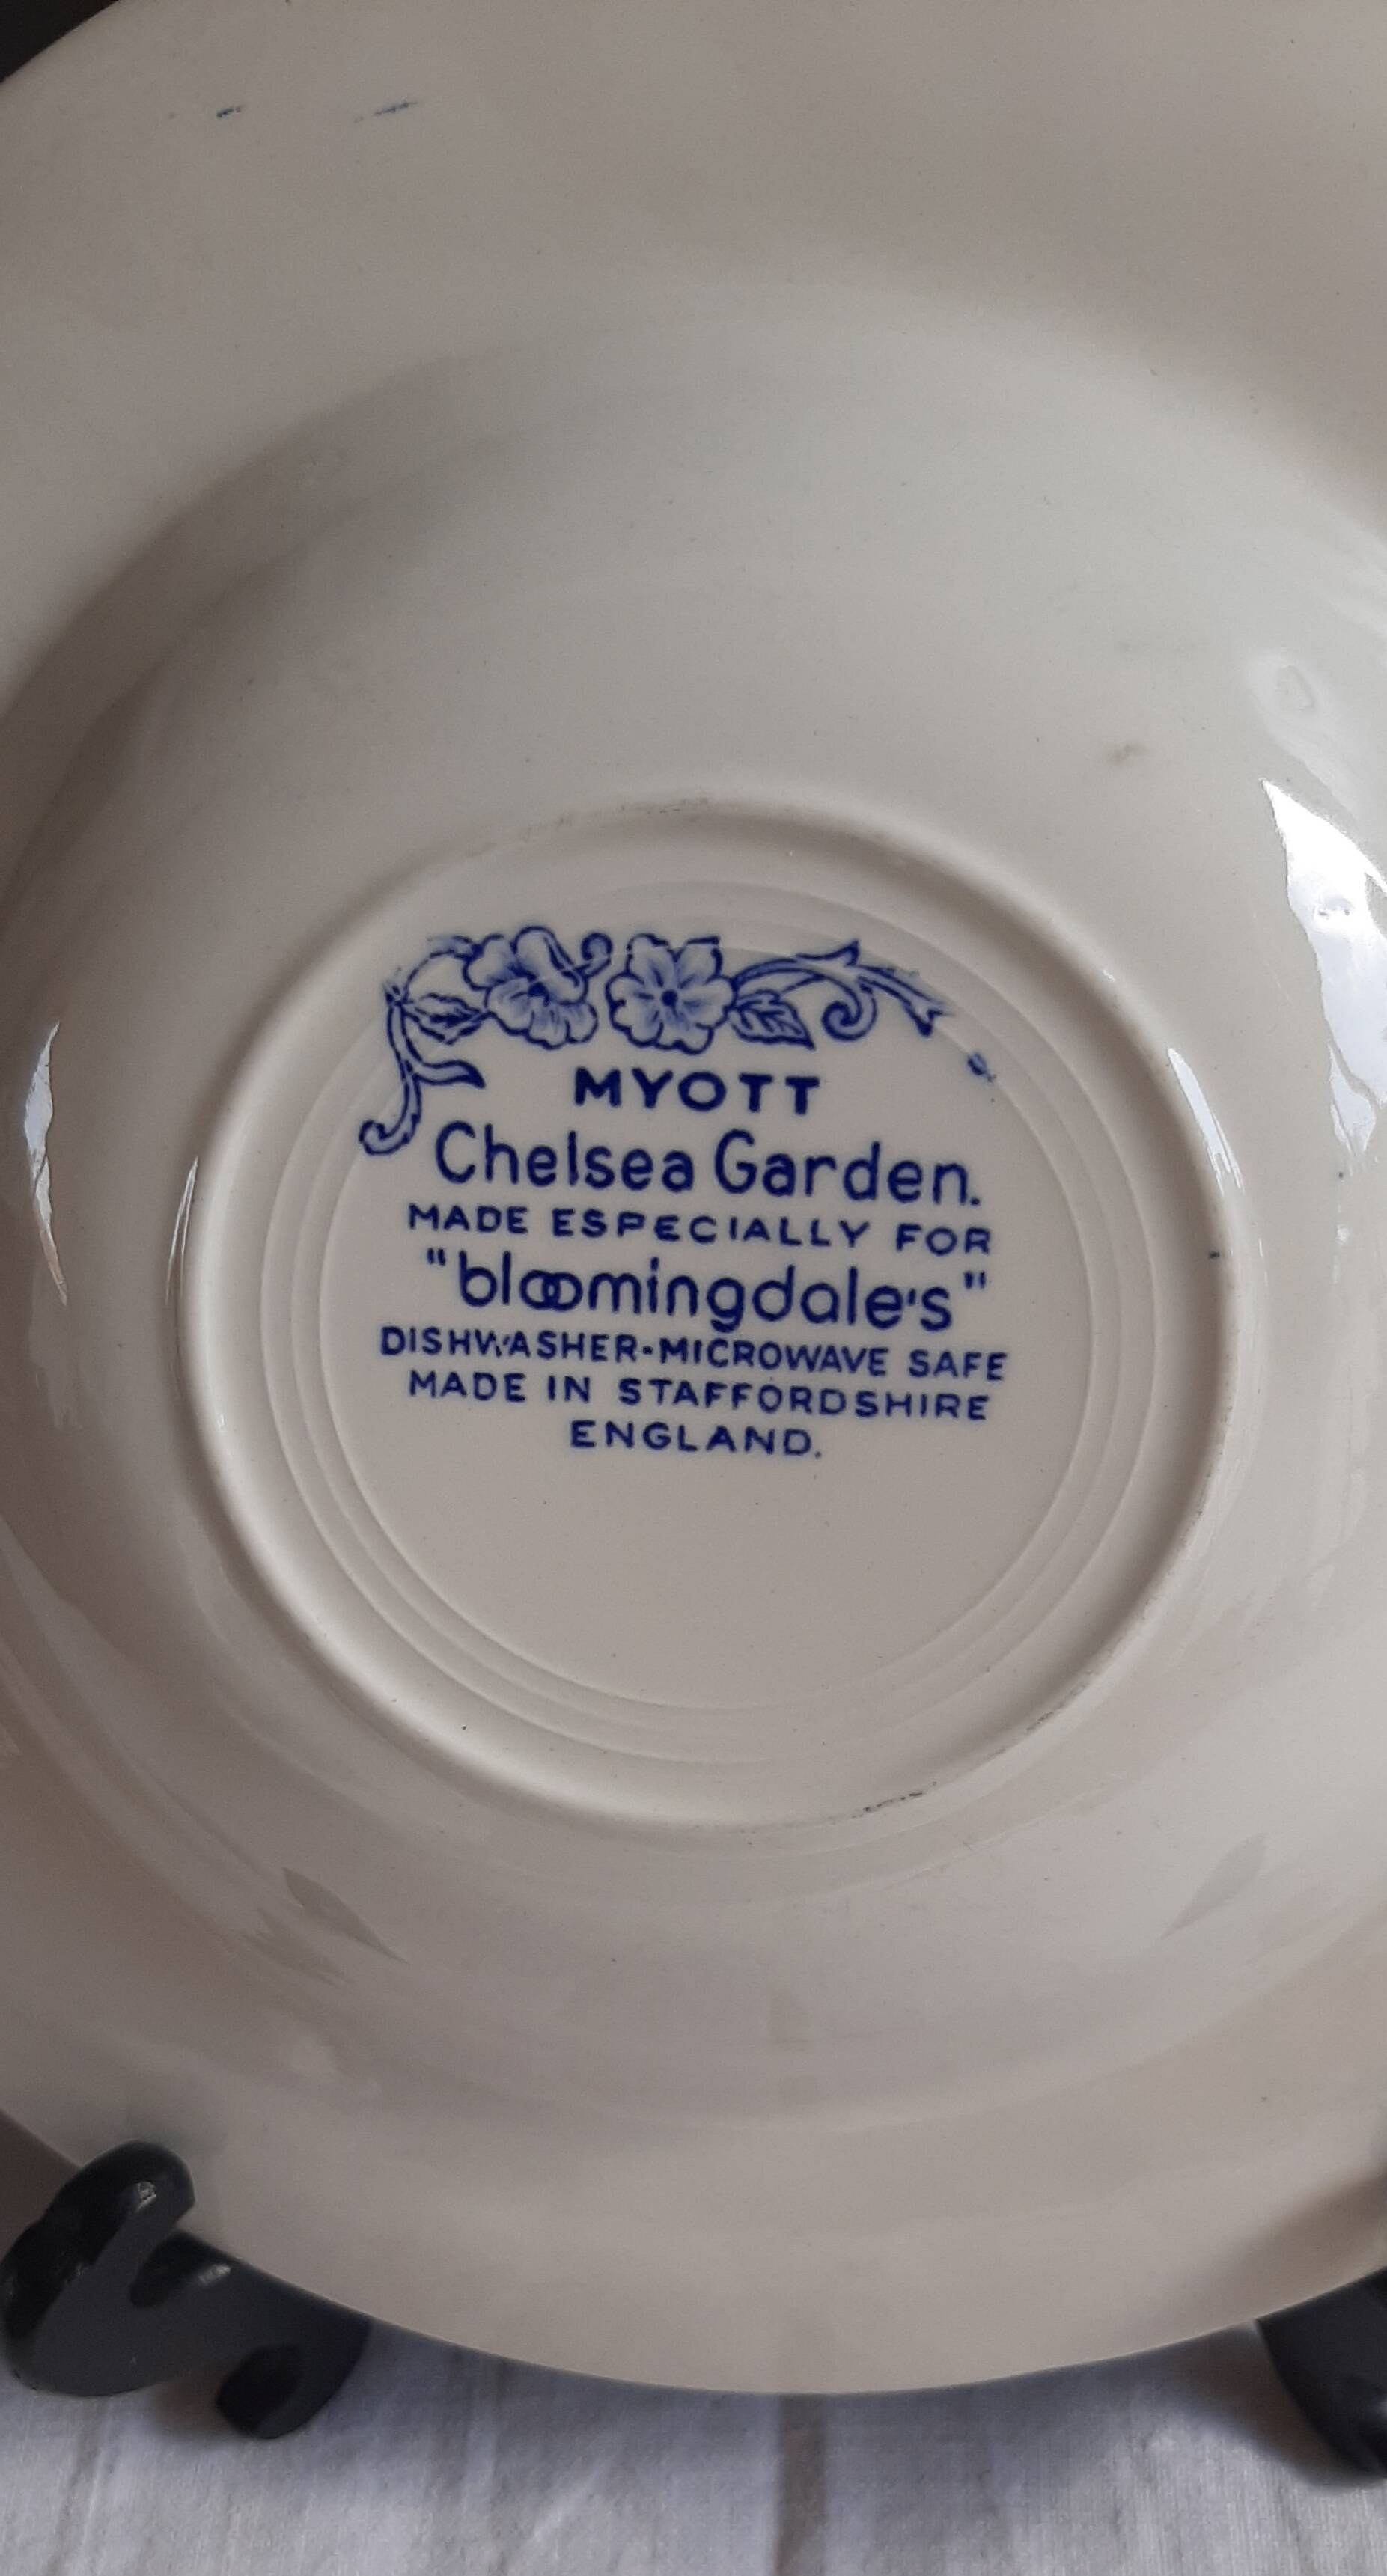 MYOTT
Chelsea Garden.
MADE ESPECIALLY FOR
"bloomingdale's"
DISHWASHER-MICROWAVE SAFE
MADE IN STAFFORDSHIRE
ENGLAND.